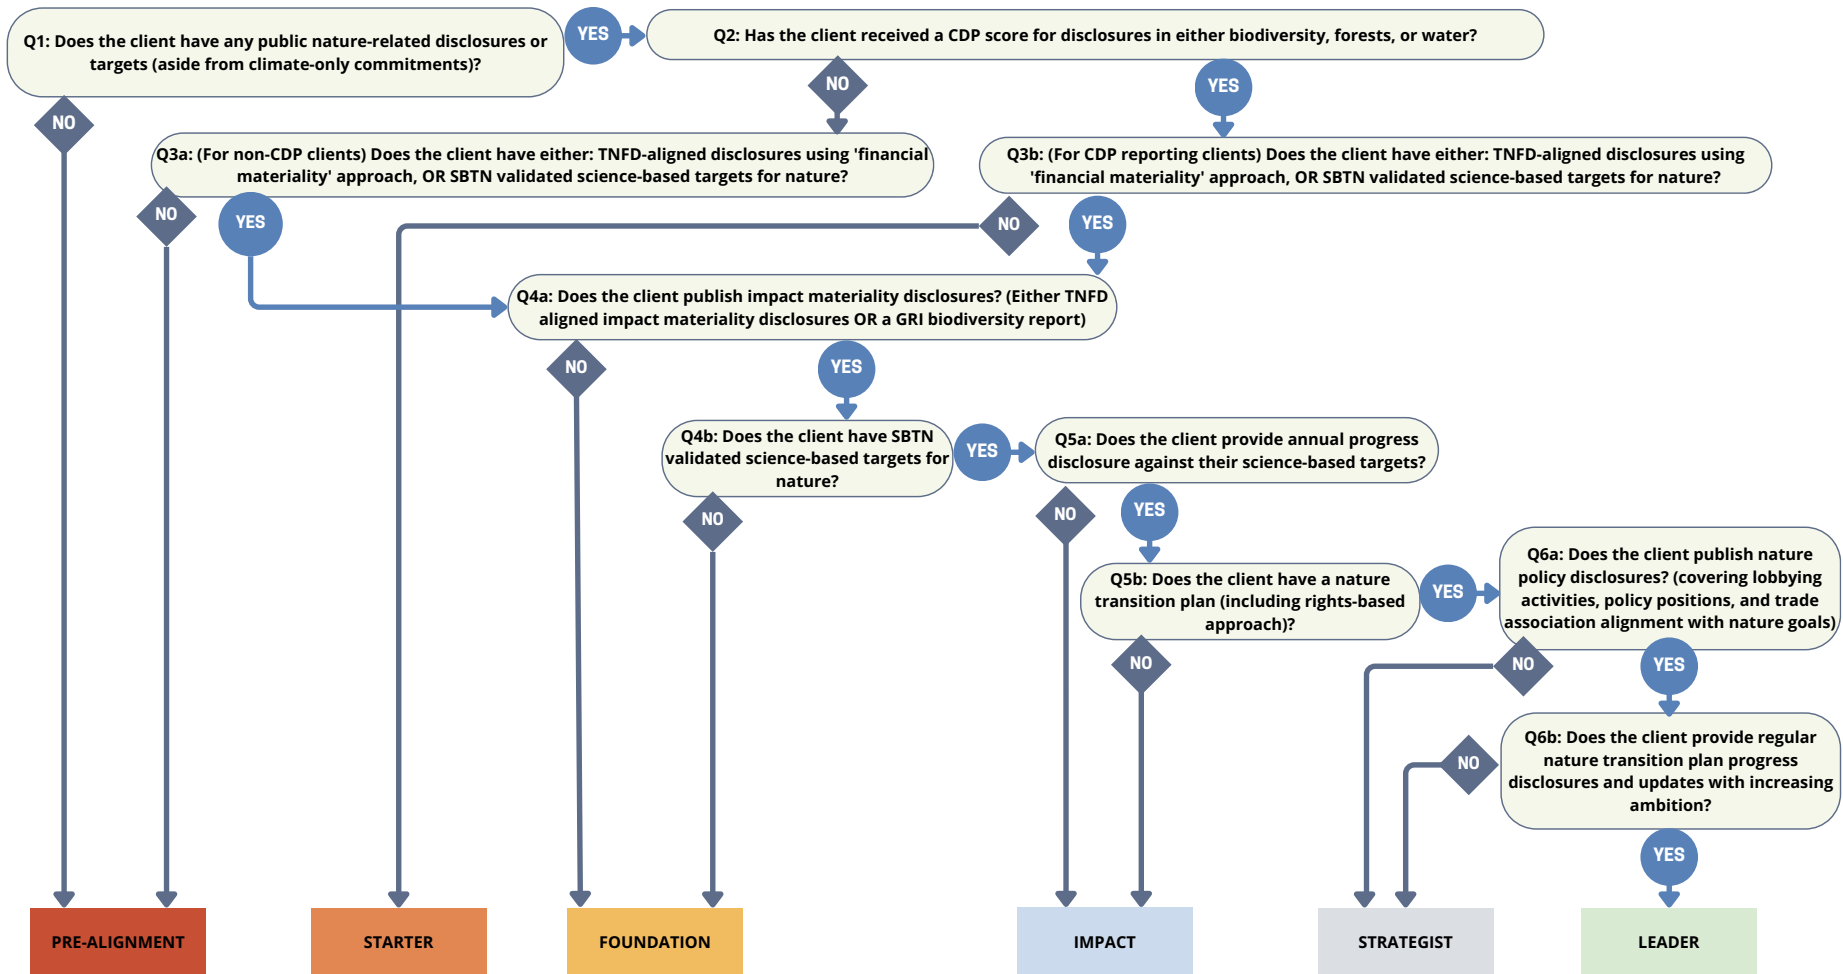 Q1: Does the client have any public nature-related disclosures or
targets (aside from climate-only commitments)?
YES
Q2: Has the client received a CDP score for disclosures in either biodiversity, forests, or water?
NO
NO
YES
Q3a: (For non-CDP clients) Does the client have either: TNFD-aligned disclosures using 'financial
materiality' approach, OR SBTN validated science-based targets for nature?
Q3b: (For CDP reporting clients) Does the client have either: TNFD-aligned disclosures using
'financial materiality' approach, OR SBTN validated science-based targets for nature?
NO
YES
NO
YES
Q4a: Does the client publish impact materiality disclosures? (Either TNFD
aligned impact materiality disclosures OR a GRI biodiversity report)
NO
YES
Q4b: Does the client have SBTN
validated science-based targets for
nature?
YES
Q5a: Does the client provide annual progress
disclosure against their science-based targets?
NO
NO
YES
Q5b: Does the client have a nature
transition plan (including rights-based
approach)?
YES
Q6a: Does the client publish nature
policy disclosures? (covering lobbying
activities, policy positions, and trade
association alignment with nature goals)
NO
NO
YES
Q6b: Does the client provide regular
nature transition plan progress
disclosures and updates with increasing
ambition?
NO
YES
PRE-ALIGNMENT
STARTER
FOUNDATION
IMPACT
STRATEGIST
LEADER